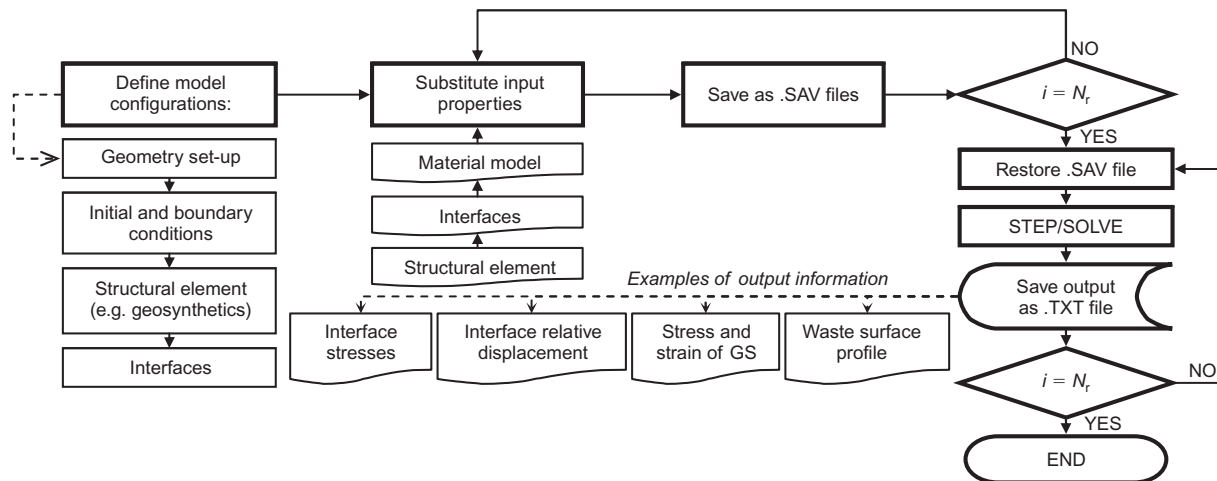 Define model
configurations:
Geometry set-up
Initial and boundary
conditions
Structural element
(e.g. geosynthetics)
Interfaces
Substitute input
properties
Material model
Interfaces
Structural element
Save as .SAV files
NO
i = Nr
YES
Restore .SAV file
STEP/SOLVE
Save output
as .TXT file
Examples of output information
Interface
stresses
Interface relative
displacement
Stress and
strain of GS
Waste surface
profile
i = Nr
NO
YES
END